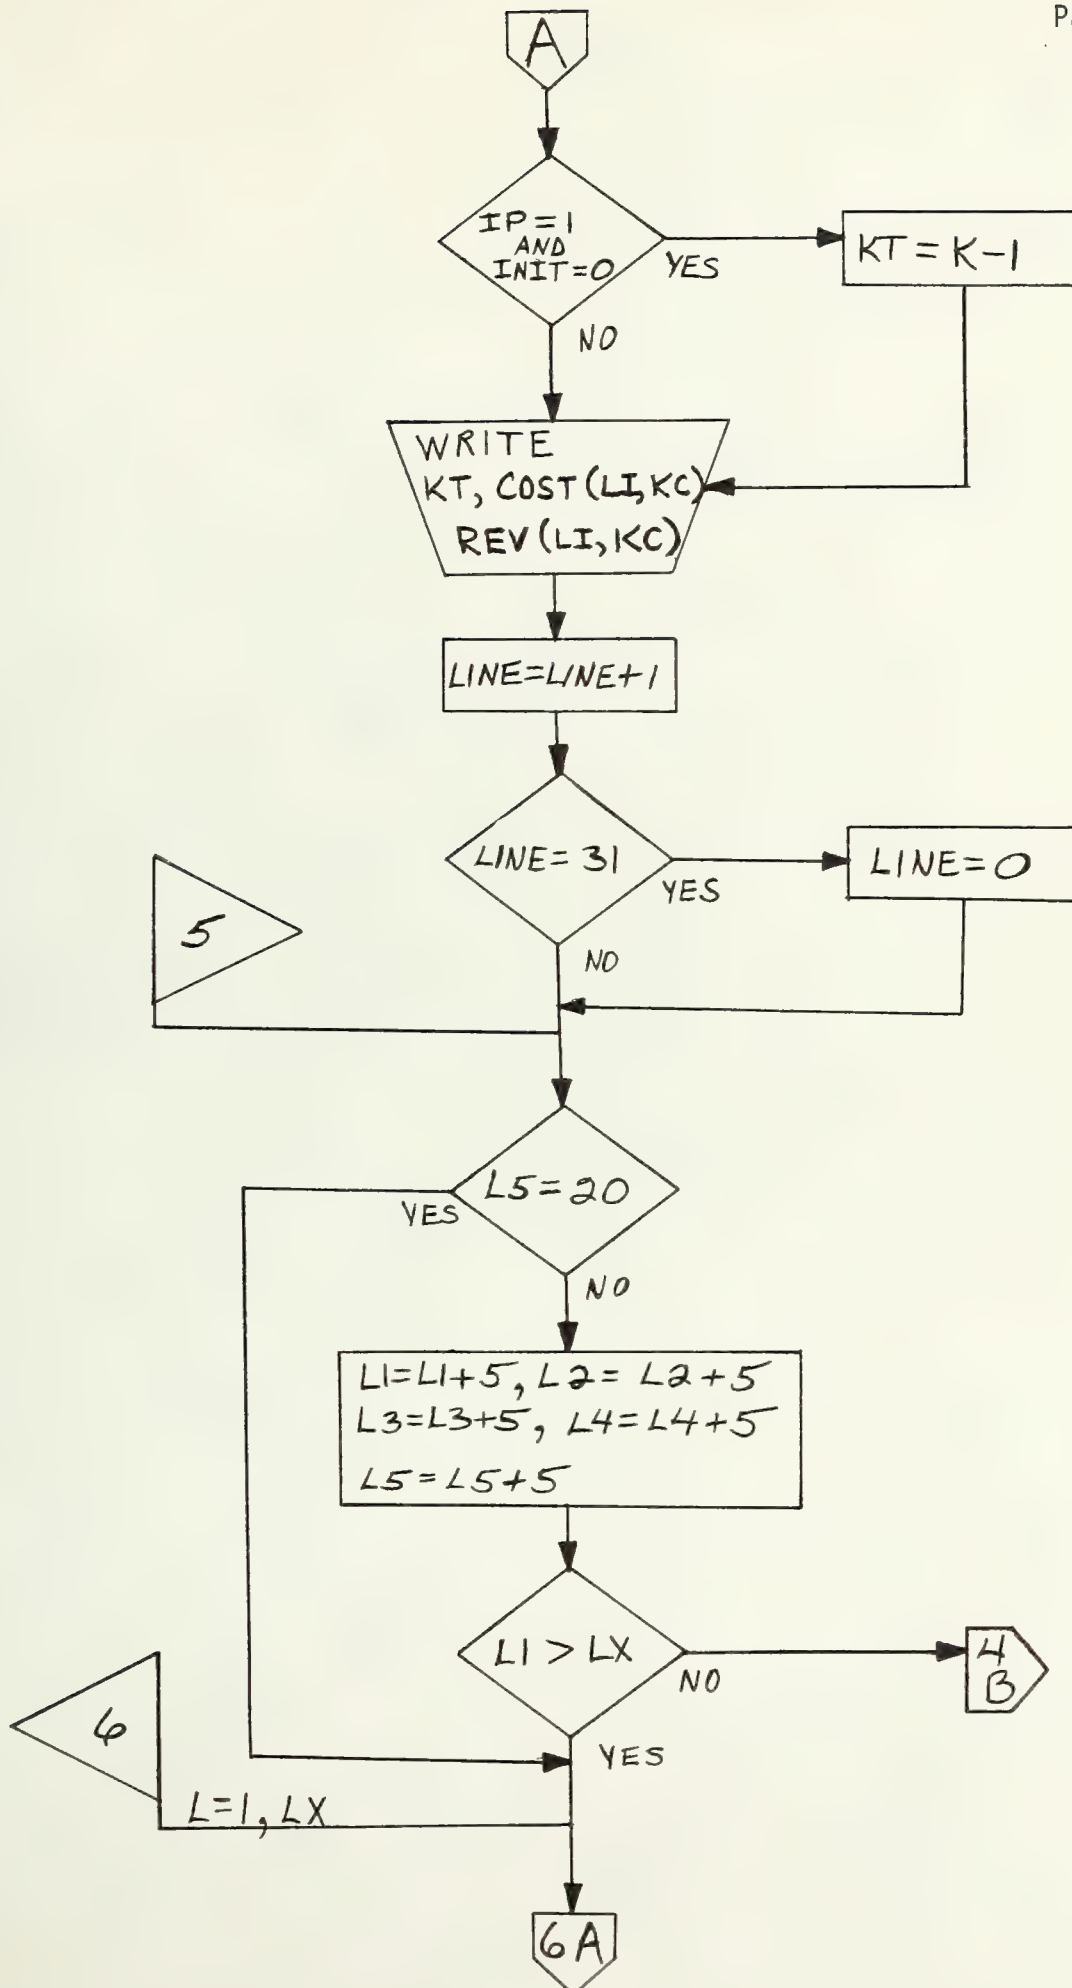 A
IP=1
AND
INIT=0
YES
KT=K-1
NO
WRITE
KT, COST(LI,KC)
REV(LI,KC)
LINE=LINE+1
LINE=31
YES
LINE=0
5
NO
L5=20
YES
NO
L1=L1+5, L2=L2+5
L3=L3+5, L4=L4+5
L5=L5+5
L1>LX
NO
4
B
6
YES
L=1, LX
6A